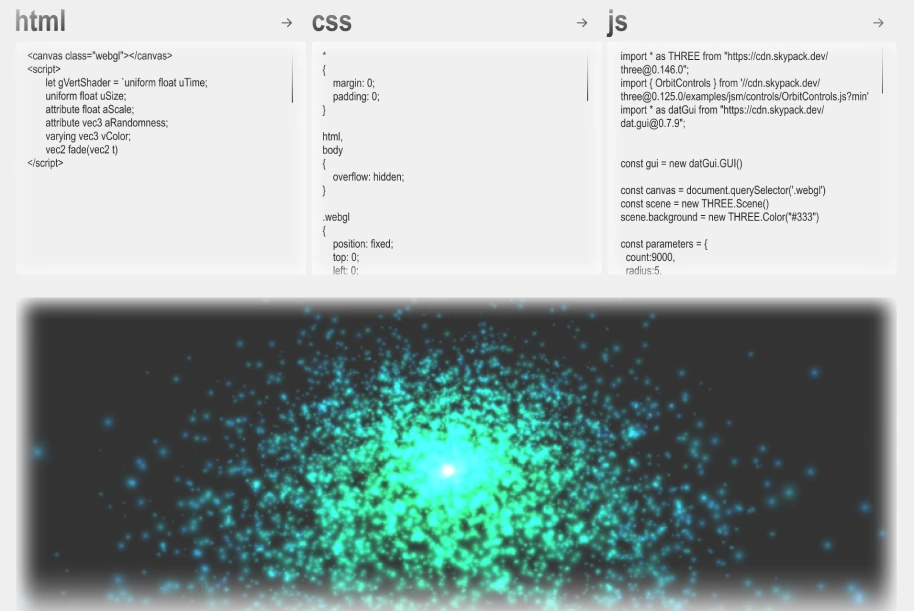 html →
<canvas class="webgl"></canvas>
<script>
let gVertShader = `uniform float uTime;
uniform float uSize;
attribute float aScale;
attribute vec3 aRandomness;
varying vec3 vColor;
vec2 fade(vec2 t)
</script>
css →
*
{
margin: 0;
padding: 0;
}
html,
body
{
overflow: hidden;
}
.webgl
{
position: fixed;
top: 0;
left: 0;
js →
import * as THREE from "https://cdn.skypack.dev/
three@0.146.0";
import { OrbitControls } from '//cdn.skypack.dev/
three@0.125.0/examples/jsm/controls/OrbitControls.js?min'
import * as datGui from "https://cdn.skypack.dev/
dat.gui@0.7.9";
const gui = new datGui.GUI()
const canvas = document.querySelector('.webgl')
const scene = new THREE.Scene()
scene.background = new THREE.Color("#333")
const parameters = {
count:9000,
radius:5,